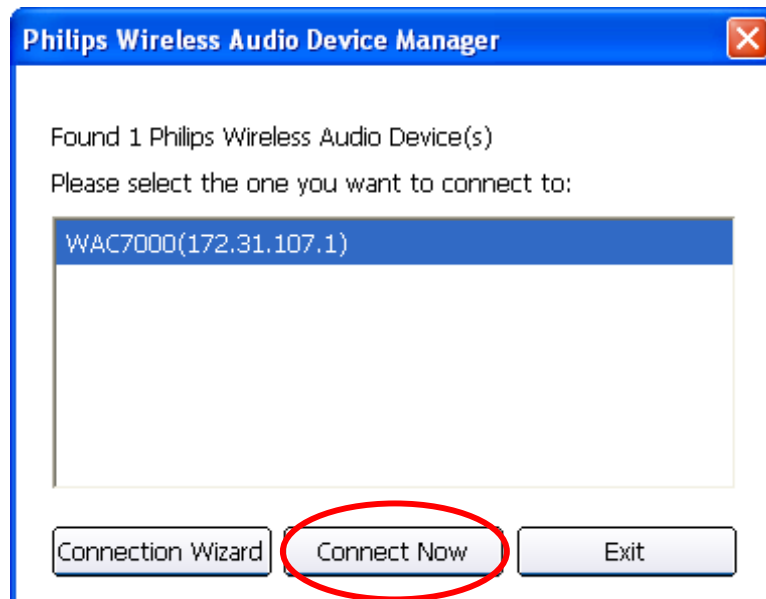 Philips Wireless Audio Device Manager
Found 1 Philips Wireless Audio Device(s)
Please select the one you want to connect to:
WAC7000(172.31.107.1)
Connection Wizard Connect Now Exit